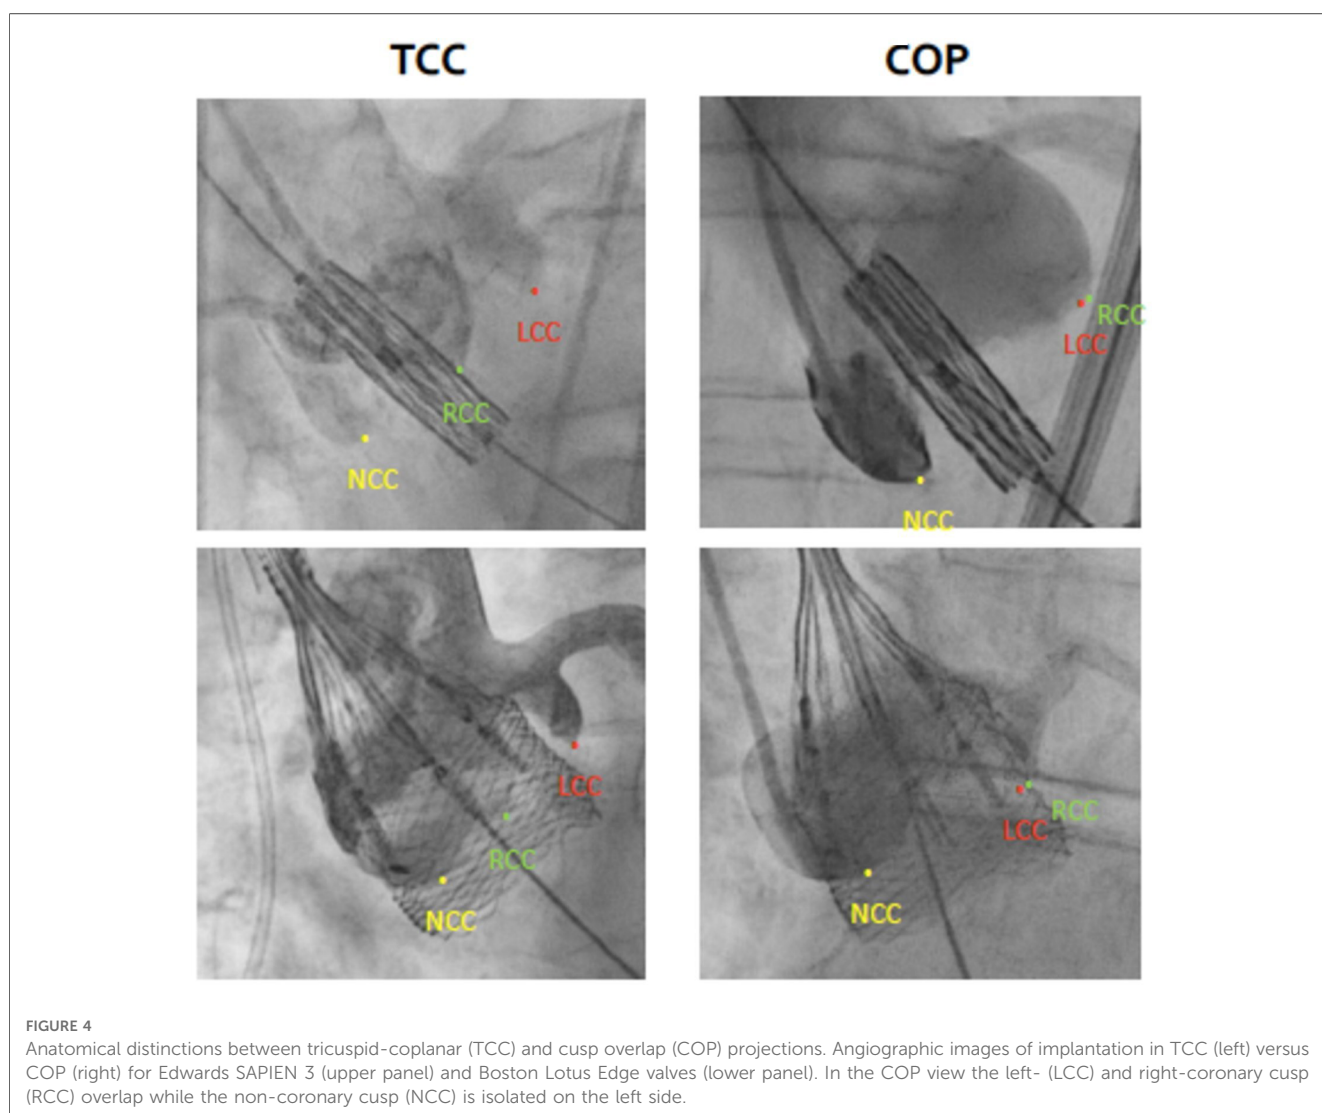 TCC COP
LCC
RCC
NCC
RCC
LCC
NCC
LCC
RCC
NCC
RCC
LCC
NCC
FIGURE 4
Anatomical distinctions between tricuspid-coplanar (TCC) and cusp overlap (COP) projections. Angiographic images of implantation in TCC (left) versus
COP (right) for Edwards SAPIEN 3 (upper panel) and Boston Lotus Edge valves (lower panel). In the COP view the left- (LCC) and right-coronary cusp
(RCC) overlap while the non-coronary cusp (NCC) is isolated on the left side.